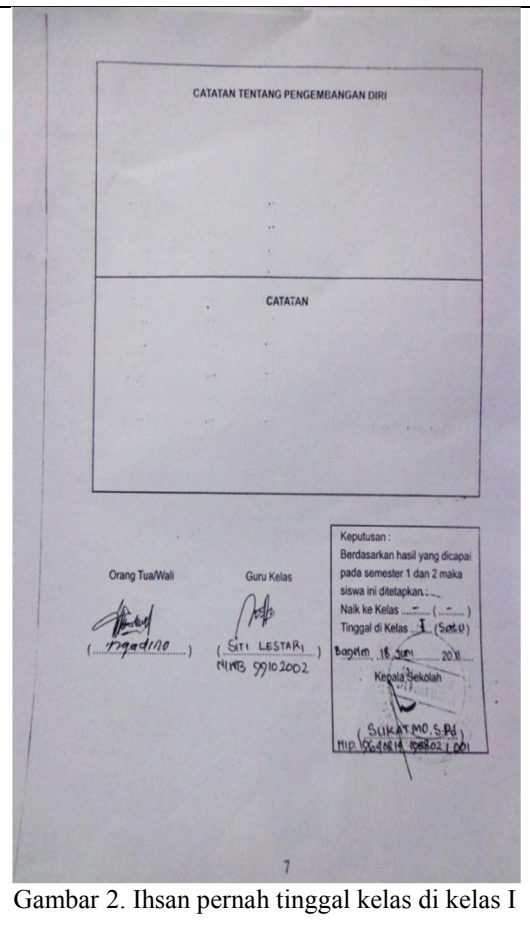 CATATAN TENTANG PENGEMBANGAN DIRI
CATATAN
Keputusan :
Berdasarkan hasil yang dicapai
pada semester 1 dan 2 maka
siswa ini ditetapkan :
Naik ke Kelas - ( - )
Tinggal di Kelas I (Satu)
Orang Tua/Wali
(ngadino)
Guru Kelas
(SITI LESTARI)
99102002
18 Juni 2011
Kepala Sekolah
(SUKATMO, S.Pd)
NIP
7
Gambar 2. Ihsan pernah tinggal kelas di kelas I